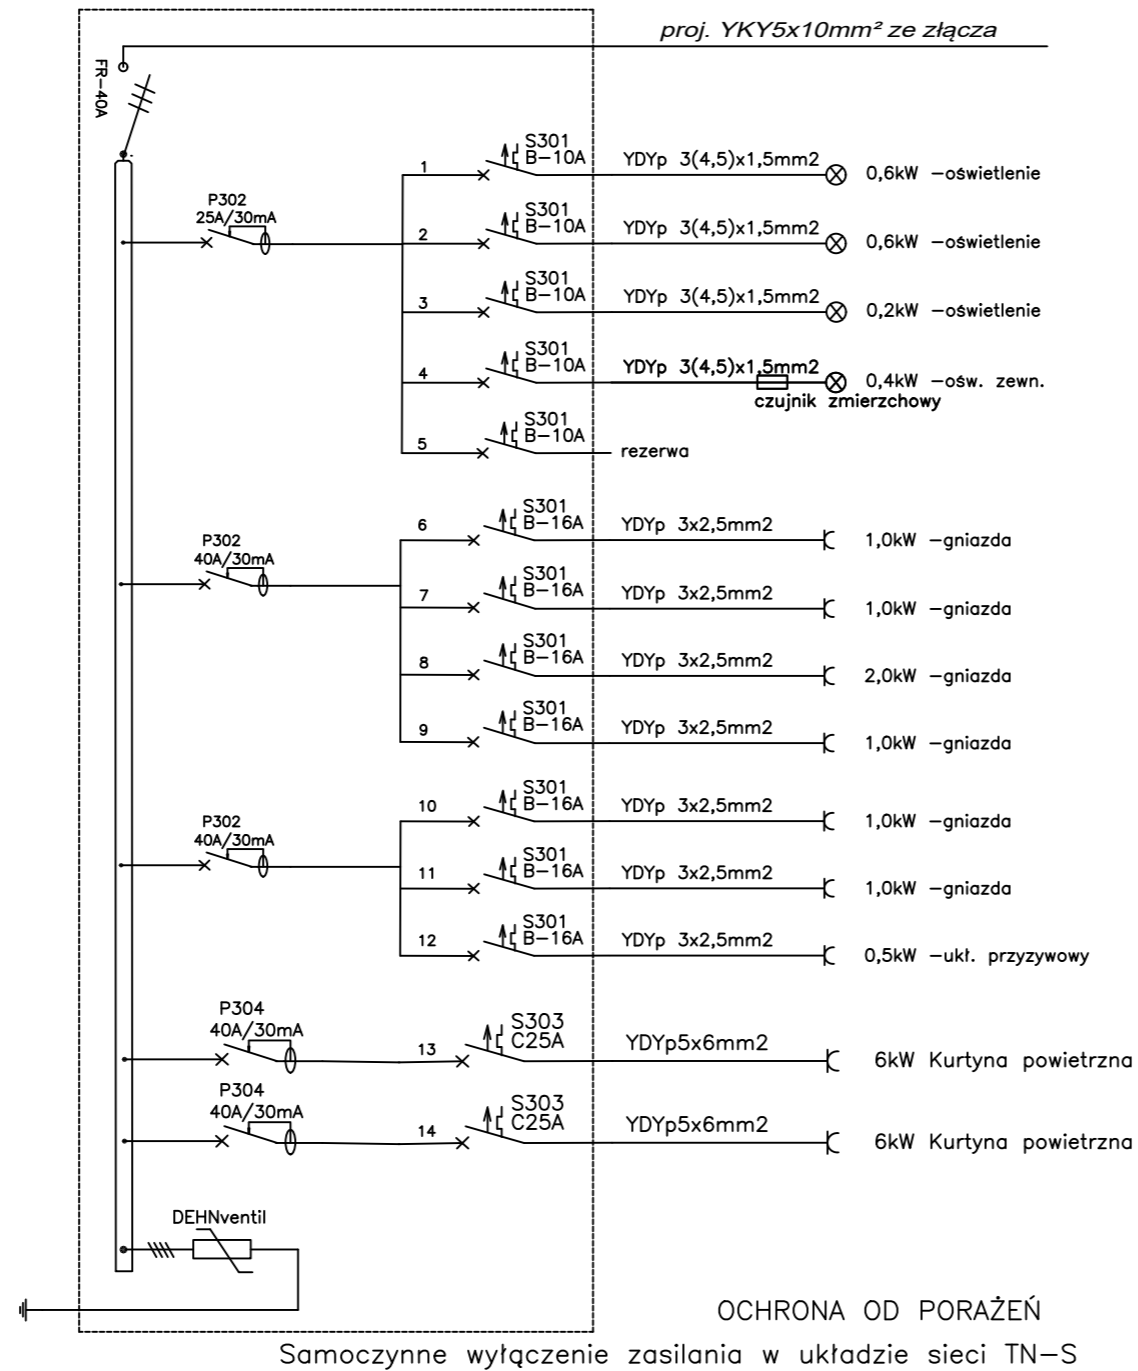 proj. YKY5x10mm² ze złącza
FR-40A
1
S301
B-10A
YDYp 3(4,5)x1,5mm2
0,6kW -oświetlenie
P302
25A/30mA
2
S301
B-10A
YDYp 3(4,5)x1,5mm2
0,6kW -oświetlenie
3
S301
B-10A
YDYp 3(4,5)x1,5mm2
0,2kW -oświetlenie
4
S301
B-10A
YDYp 3(4,5)x1,5mm2
0,4kW -ośw. zewn.
czujnik zmierzchowy
5
S301
B-10A
rezerwa
6
S301
B-16A
YDYp 3x2,5mm2
1,0kW -gniazda
P302
40A/30mA
7
S301
B-16A
YDYp 3x2,5mm2
1,0kW -gniazda
8
S301
B-16A
YDYp 3x2,5mm2
2,0kW -gniazda
9
S301
B-16A
YDYp 3x2,5mm2
1,0kW -gniazda
10
S301
B-16A
YDYp 3x2,5mm2
1,0kW -gniazda
P302
40A/30mA
11
S301
B-16A
YDYp 3x2,5mm2
1,0kW -gniazda
12
S301
B-16A
YDYp 3x2,5mm2
0,5kW -ukł. przyzywowy
P304
40A/30mA
13
S303
C25A
YDYp5x6mm2
6kW Kurtyna powietrzna
P304
40A/30mA
14
S303
C25A
YDYp5x6mm2
6kW Kurtyna powietrzna
DEHNventil
OCHRONA OD PORAŻEŃ
Samoczynne wyłączenie zasilania w układzie sieci TN-S